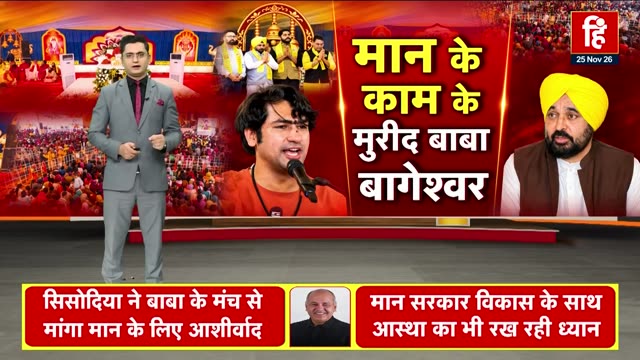 हिं
25 Nov 26
मान के
काम के
मुरीद बाबा
बागेश्वर
सिसोदिया ने बाबा के मंच से
मांगा मान के लिए आशीर्वाद
मान सरकार विकास के साथ
आस्था का भी रख रही ध्यान